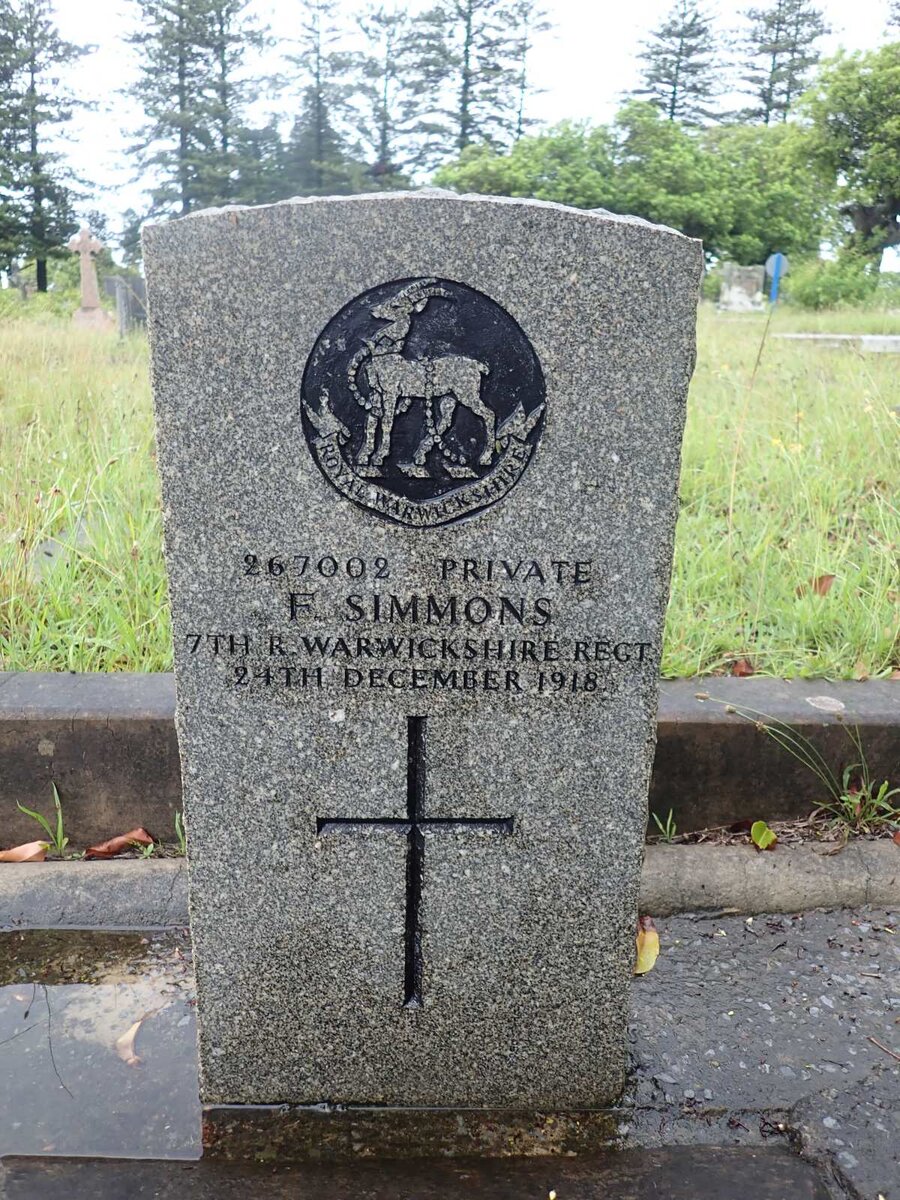 ROYAL WARWICKSHIRE
267002 PRIVATE
F. SIMMONS
7TH R. WARWICKSHIRE REGT.
24TH DECEMBER 1918